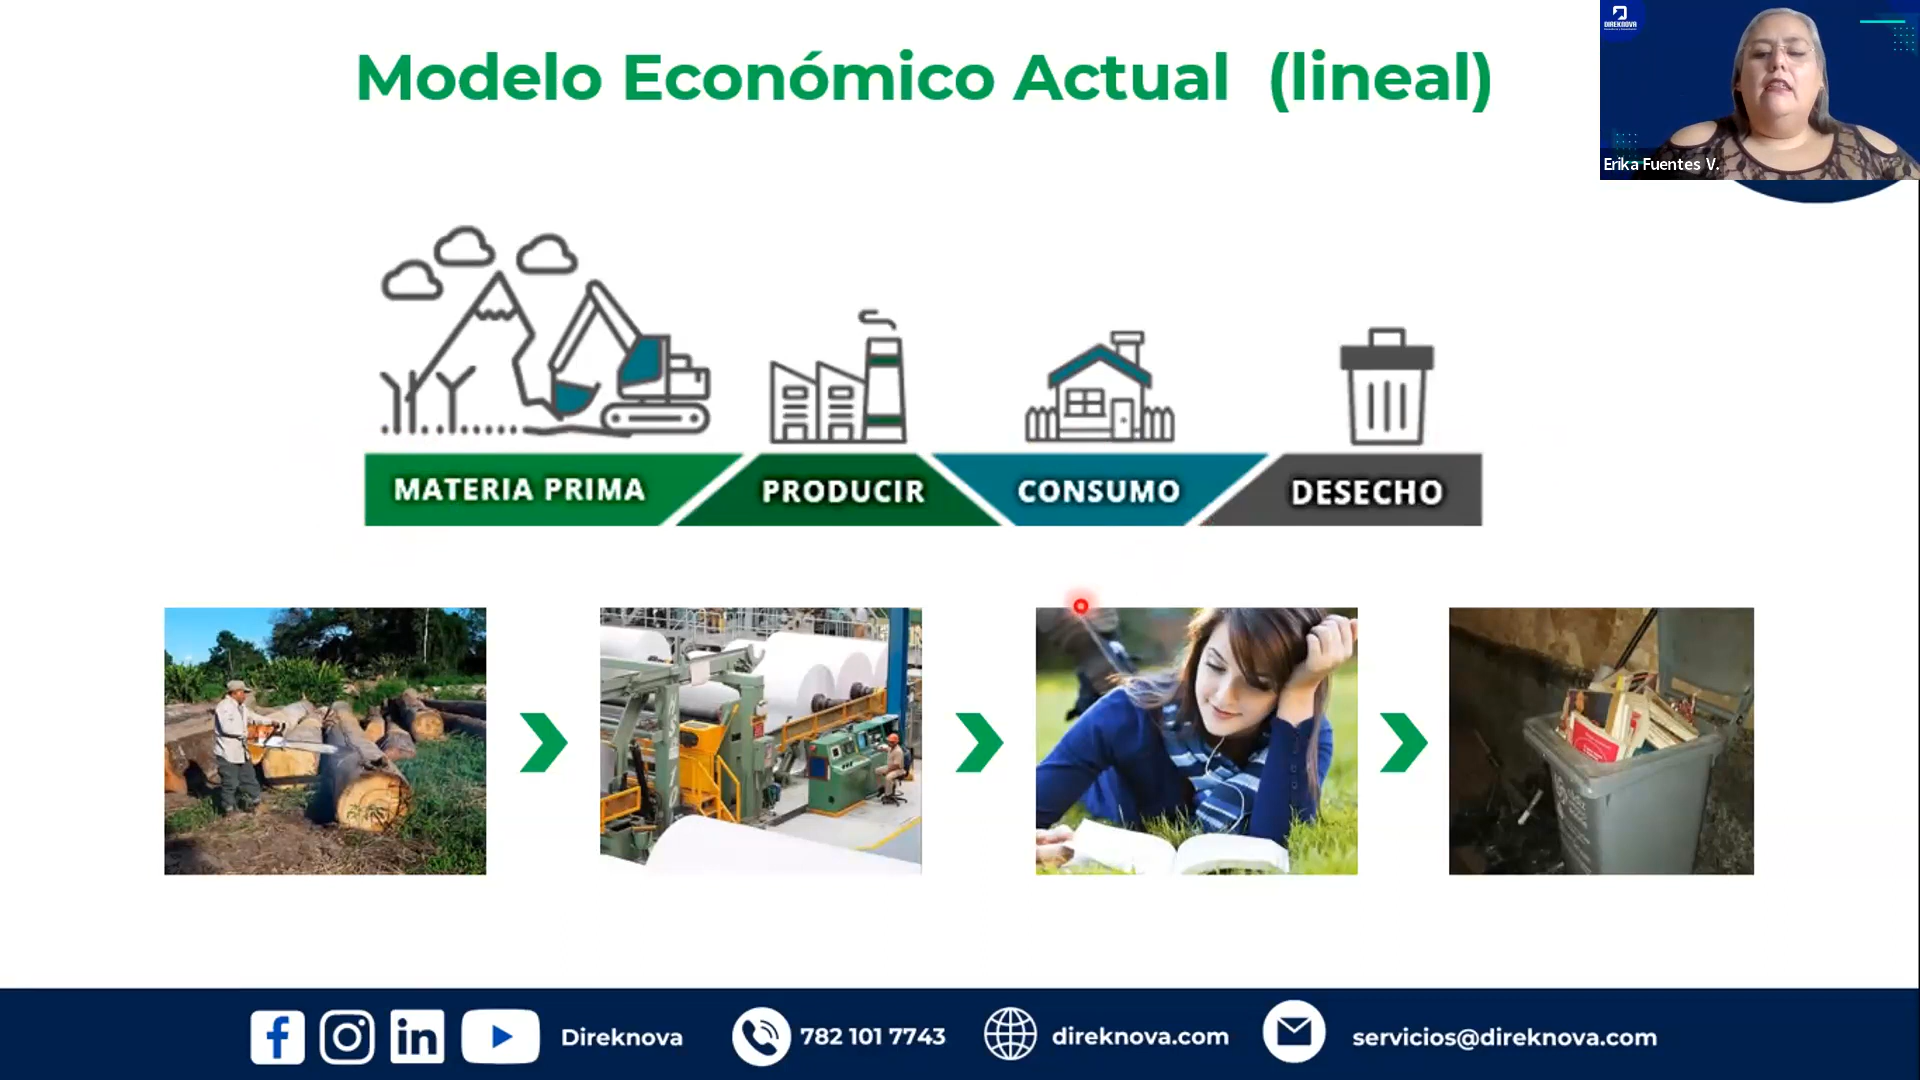 Modelo Económico Actual (lineal)
DIREKNOVA
Erika Fuentes V.
MATERIA PRIMA
PRODUCIR
CONSUMO
DESECHO
Direknova
782 101 7743
direknova.com
servicios@direknova.com